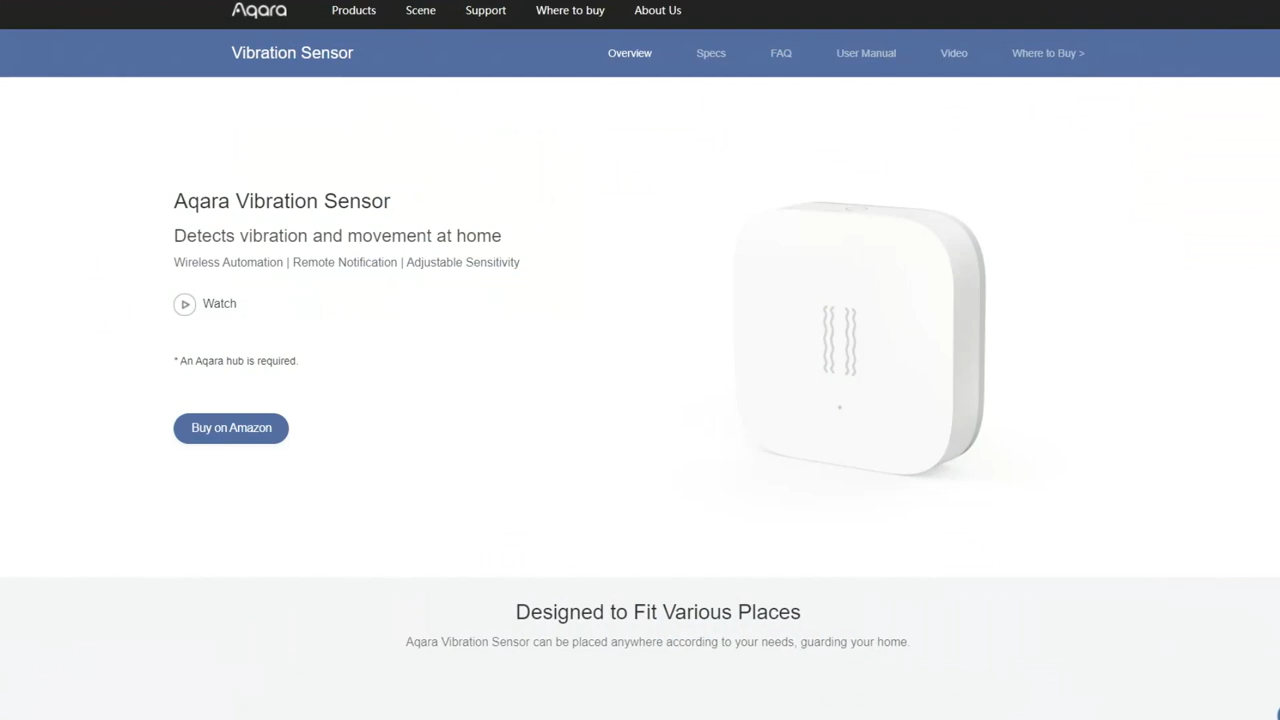 Aqara Products Scene Support Where to buy About Us
Vibration Sensor Overview Specs FAQ User Manual Video Where to Buy >
Aqara Vibration Sensor
Detects vibration and movement at home
Wireless Automation | Remote Notification | Adjustable Sensitivity
Watch
* An Aqara hub is required.
Buy on Amazon
Designed to Fit Various Places
Aqara Vibration Sensor can be placed anywhere according to your needs, guarding your home.